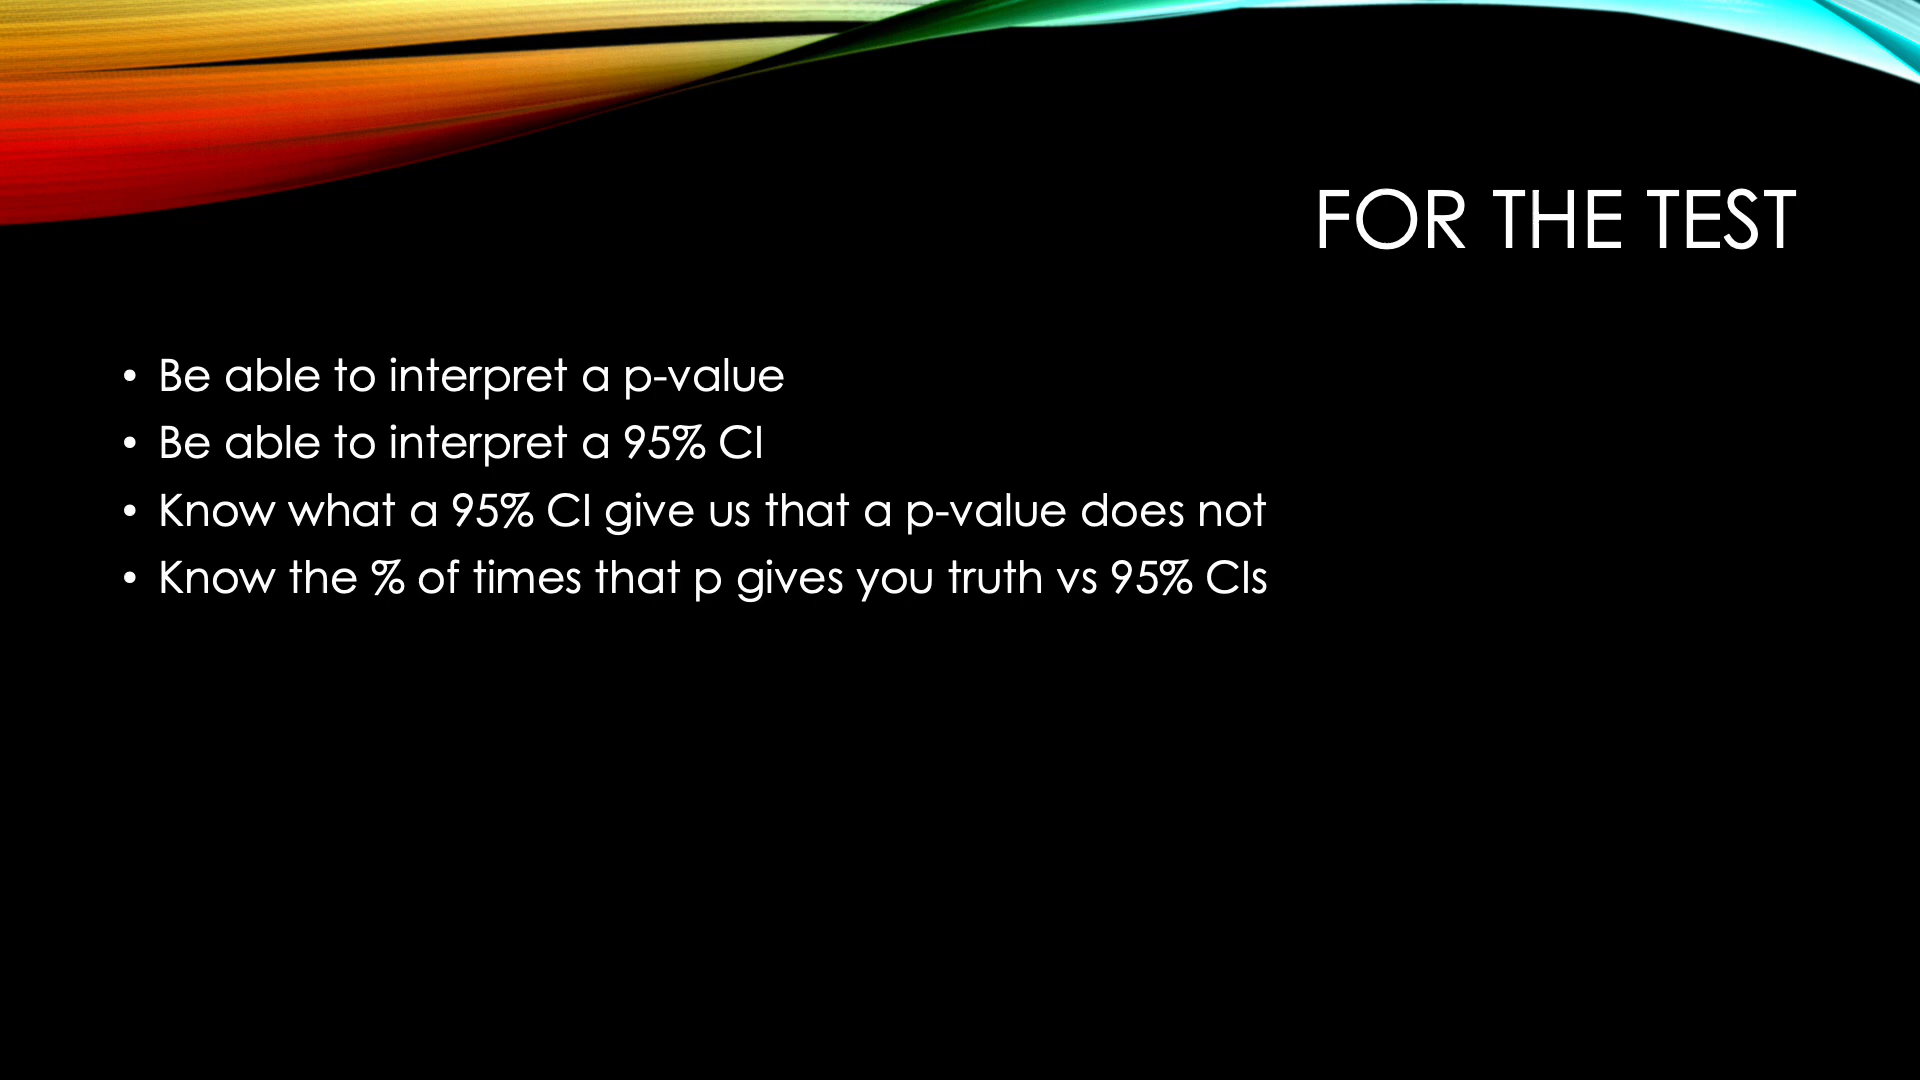 FOR THE TEST
• Be able to interpret a p-value
• Be able to interpret a 95% CI
• Know what a 95% CI give us that a p-value does not
• Know the % of times that p gives you truth vs 95% CIs